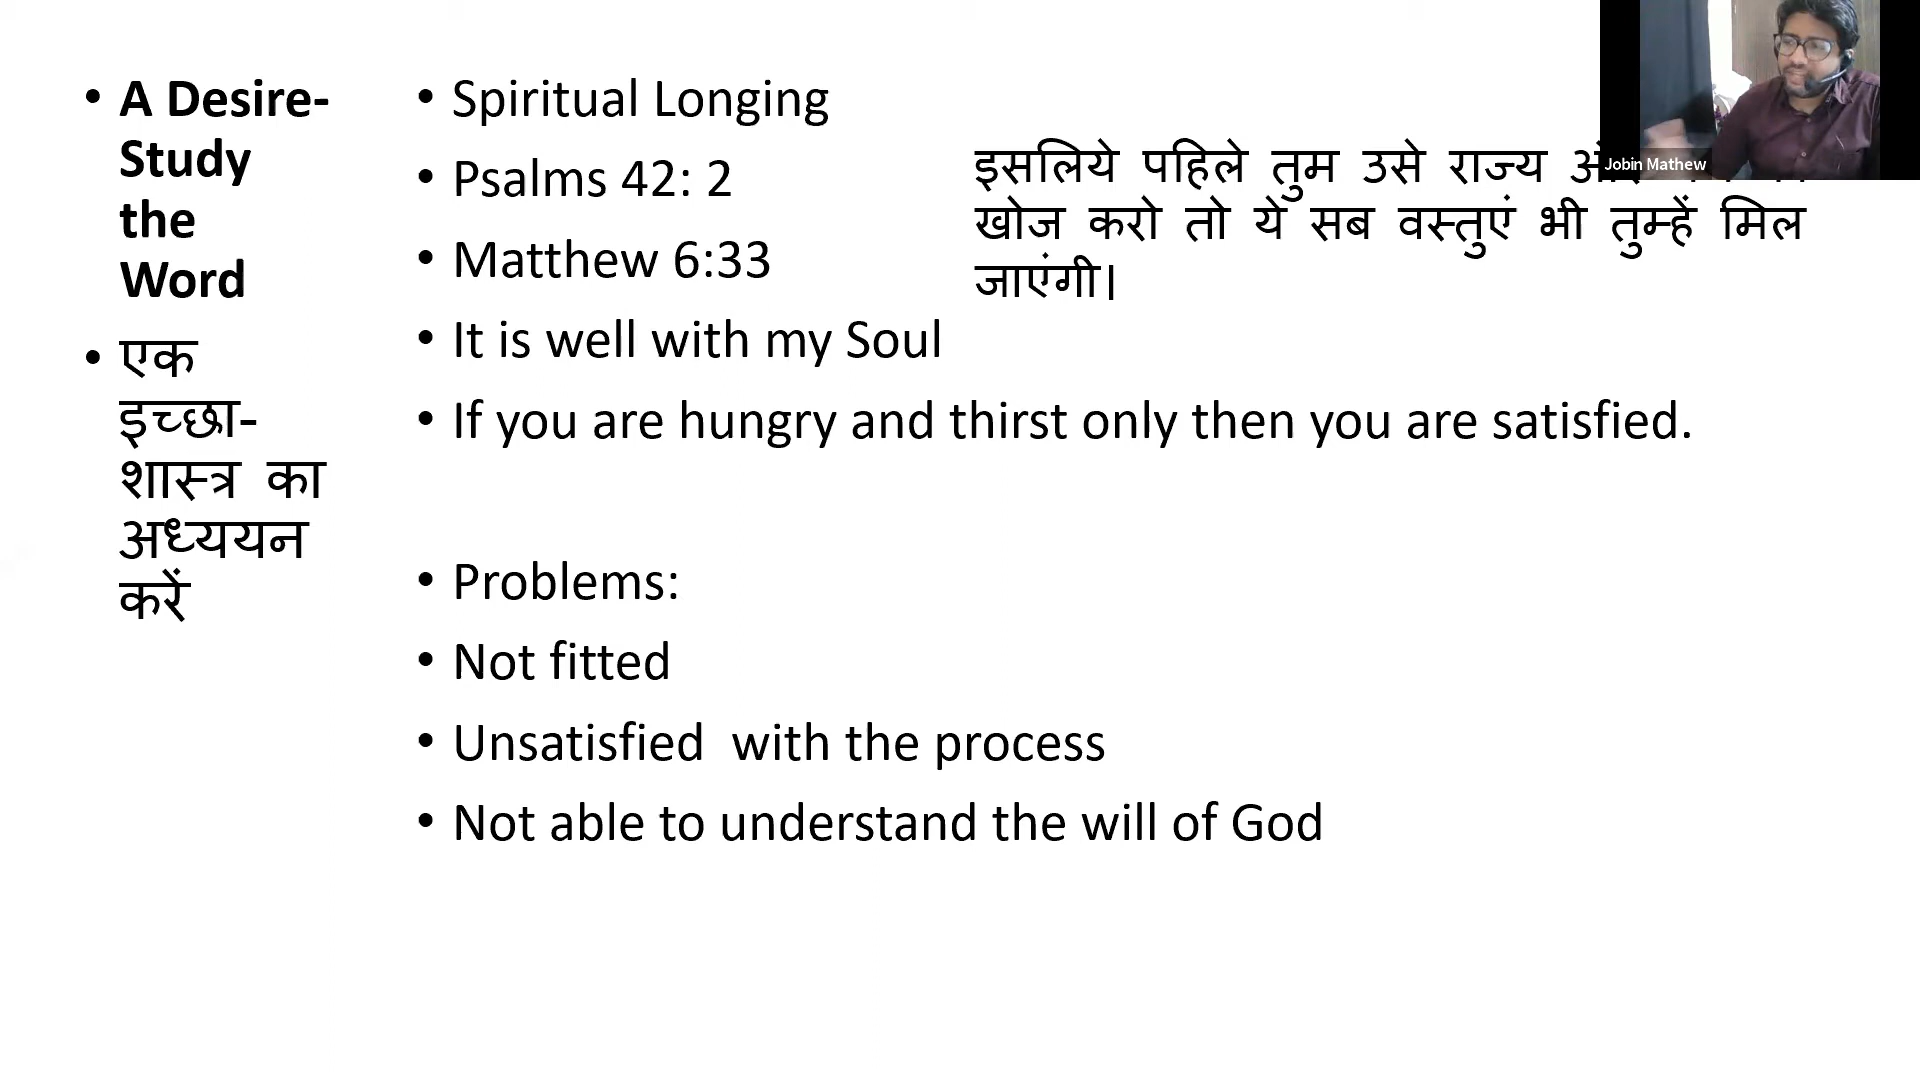 A Desire-
Study
the
Word
एक
इच्छा-
शास्त्र का
अध्ययन
करें
Spiritual Longing
Psalms 42: 2
Matthew 6:33
It is well with my Soul
If you are hungry and thirst only then you are satisfied.
Problems:
Not fitted
Unsatisfied with the process
Not able to understand the will of God
इसलिये पहिले तुम उसे राज्य
खोज करो तो ये सब वस्तुएं भी तुम्हें मिल
जाएंगी।
Jobin Mathew